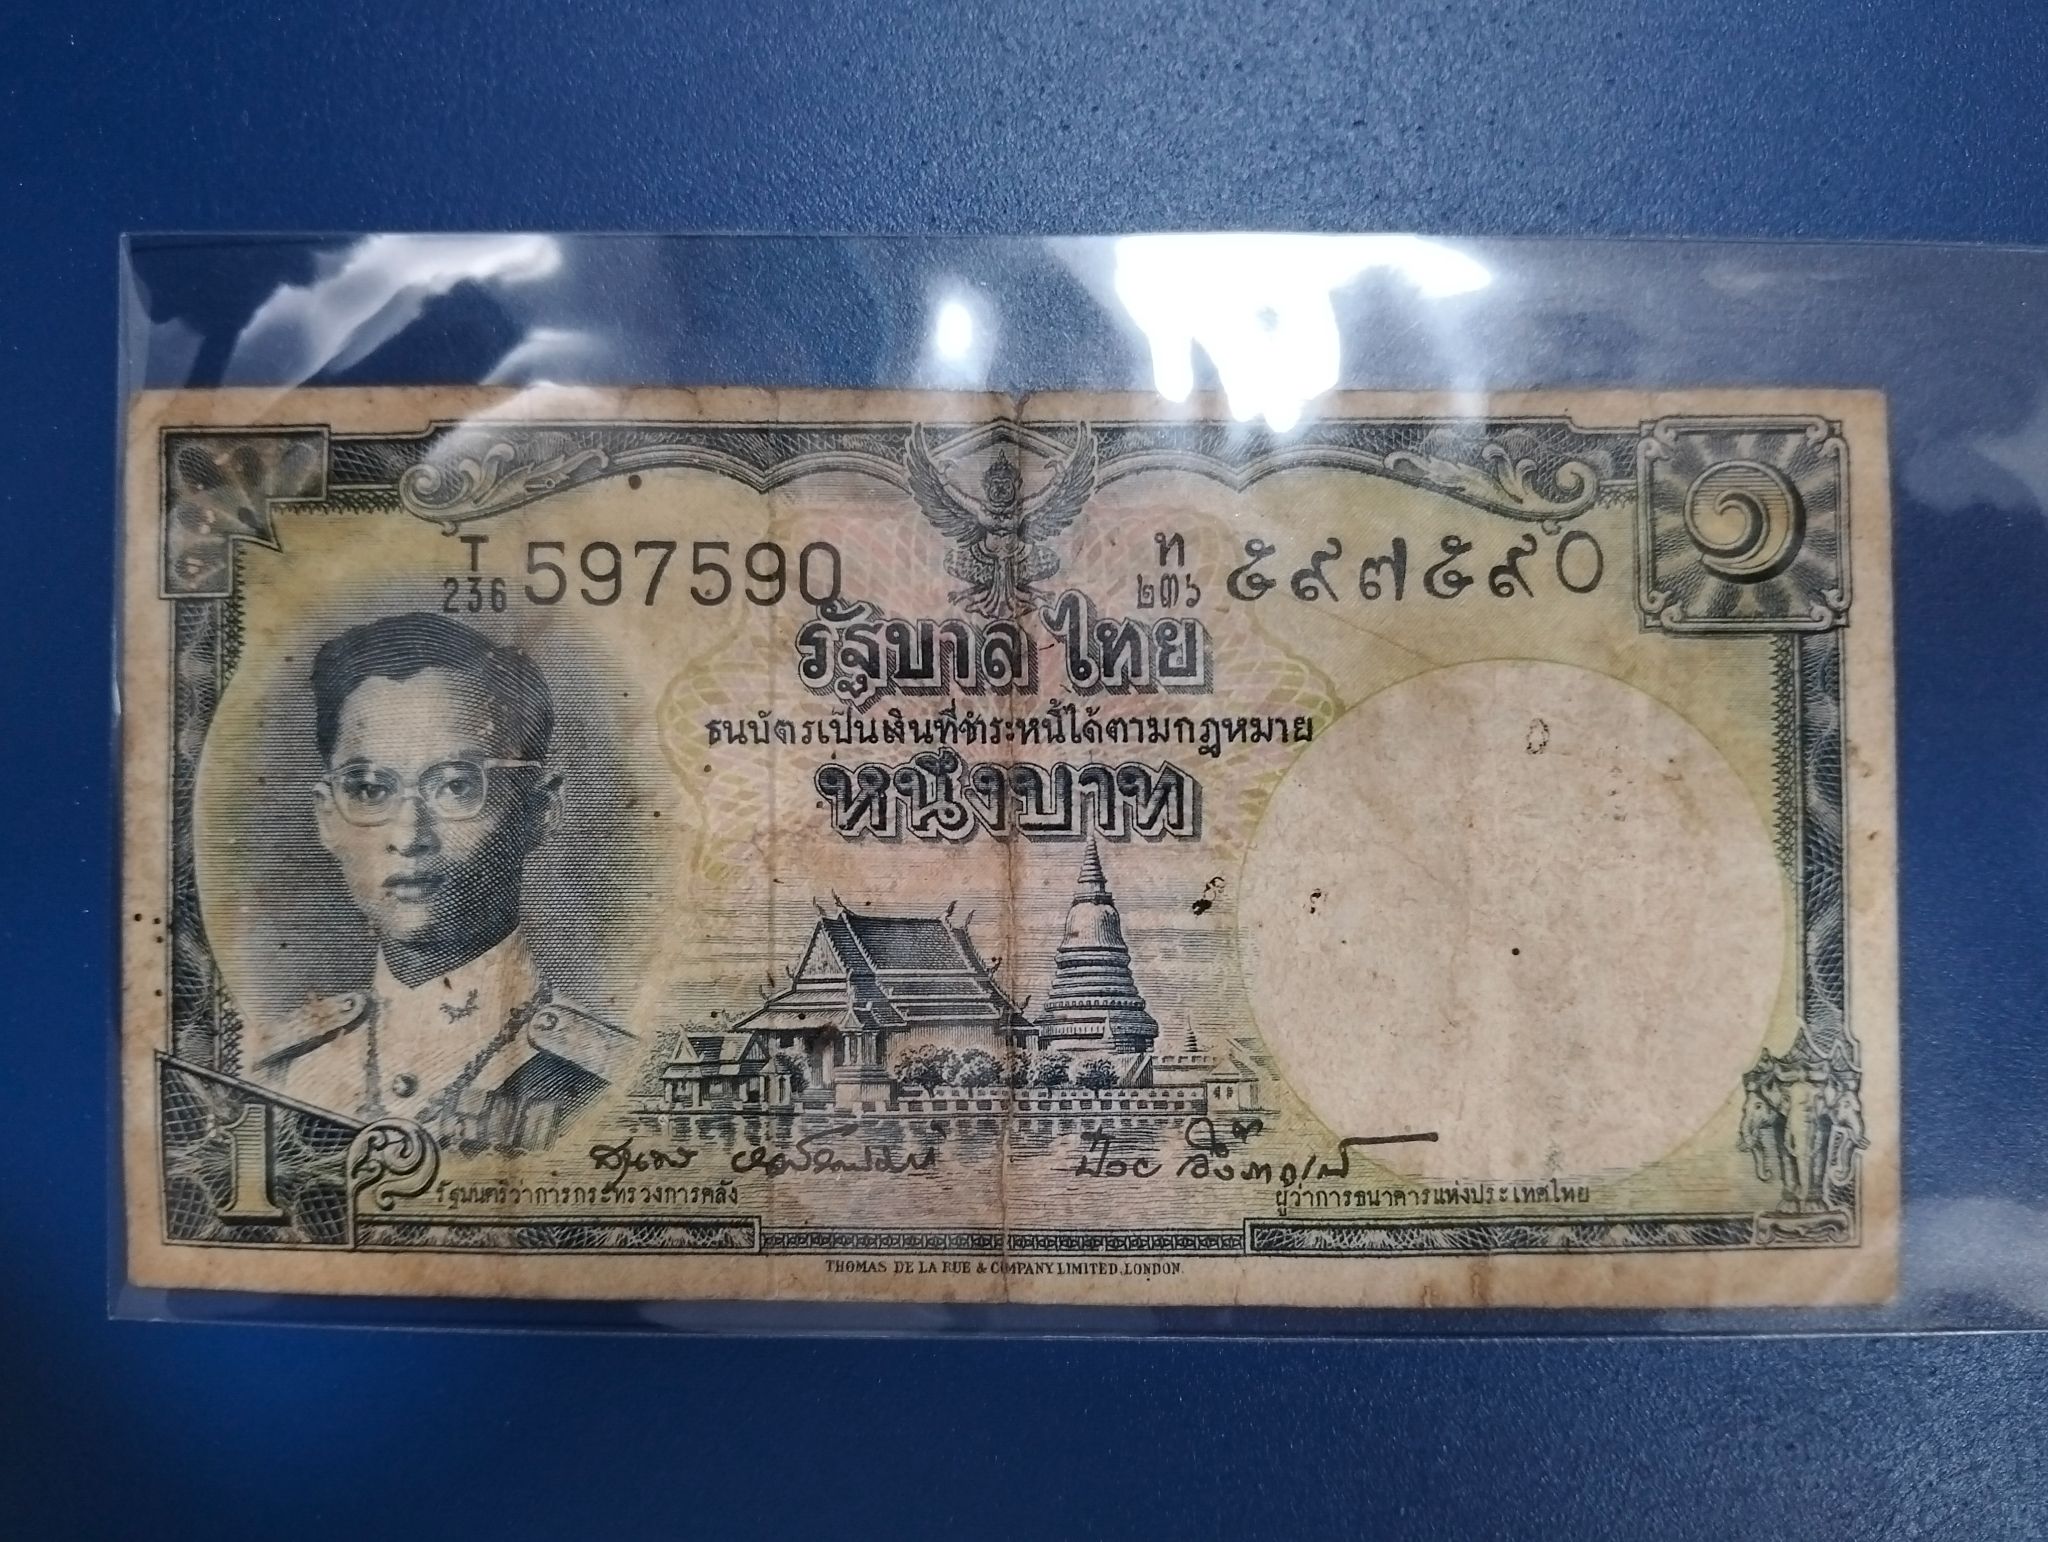 T
236 597590
ท
๒๓๖ ๕๙๗๕๙๐
๑
รัฐบาลไทย
ธนบัตรเป็นเงินที่ชำระหนี้ได้ตามกฎหมาย
หนึ่งบาท
1
รัฐมนตรีว่าการกระทรวงการคลัง
ผู้ว่าการธนาคารแห่งประเทศไทย
THOMAS DE LA RUE & COMPANY LIMITED, LONDON.